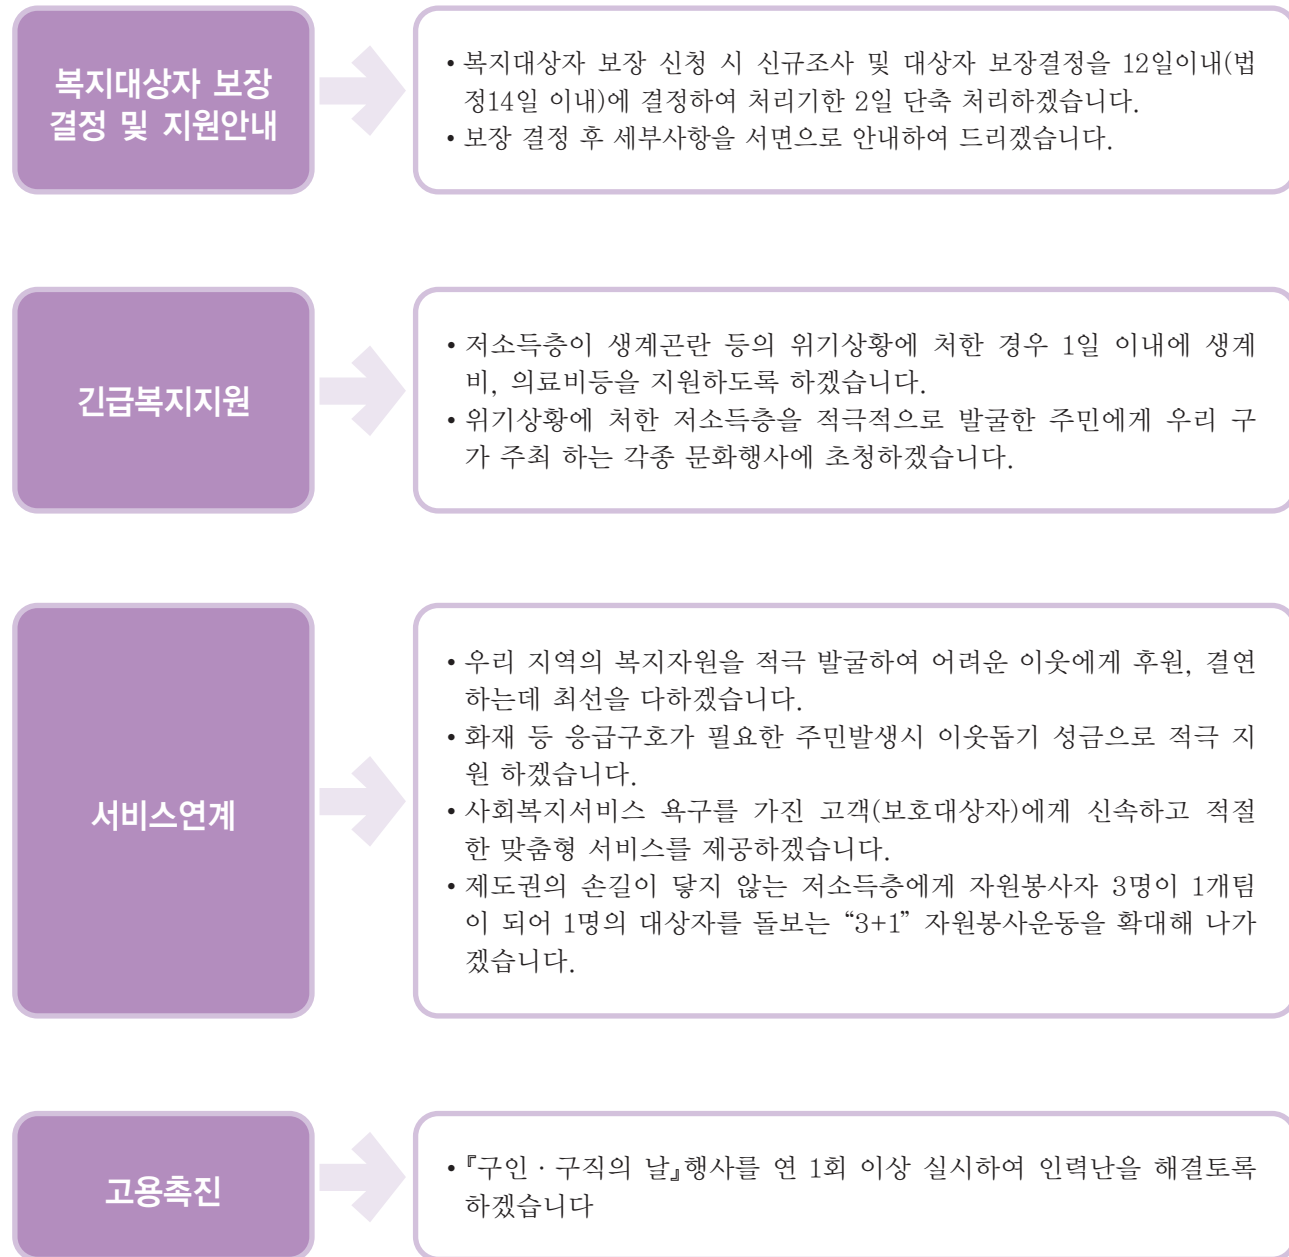 복지대상자 보장
결정 및 지원안내
• 복지대상자 보장 신청 시 신규조사 및 대상자 보장결정을 12일이내(법
정14일 이내)에 결정하여 처리기한 2일 단축 처리하겠습니다.
• 보장 결정 후 세부사항을 서면으로 안내하여 드리겠습니다.
긴급복지지원
• 저소득층이 생계곤란 등의 위기상황에 처한 경우 1일 이내에 생계
비, 의료비등을 지원하도록 하겠습니다.
• 위기상황에 처한 저소득층을 적극적으로 발굴한 주민에게 우리 구
가 주최 하는 각종 문화행사에 초청하겠습니다.
서비스연계
• 우리 지역의 복지자원을 적극 발굴하여 어려운 이웃에게 후원, 결연
하는데 최선을 다하겠습니다.
• 화재 등 응급구호가 필요한 주민발생시 이웃돕기 성금으로 적극 지
원 하겠습니다.
• 사회복지서비스 욕구를 가진 고객(보호대상자)에게 신속하고 적절
한 맞춤형 서비스를 제공하겠습니다.
• 제도권의 손길이 닿지 않는 저소득층에게 자원봉사자 3명이 1개팀
이 되어 1명의 대상자를 돌보는 “3+1” 자원봉사운동을 확대해 나가
겠습니다.
고용촉진
• 『구인 · 구직의 날』행사를 연 1회 이상 실시하여 인력난을 해결토록
하겠습니다